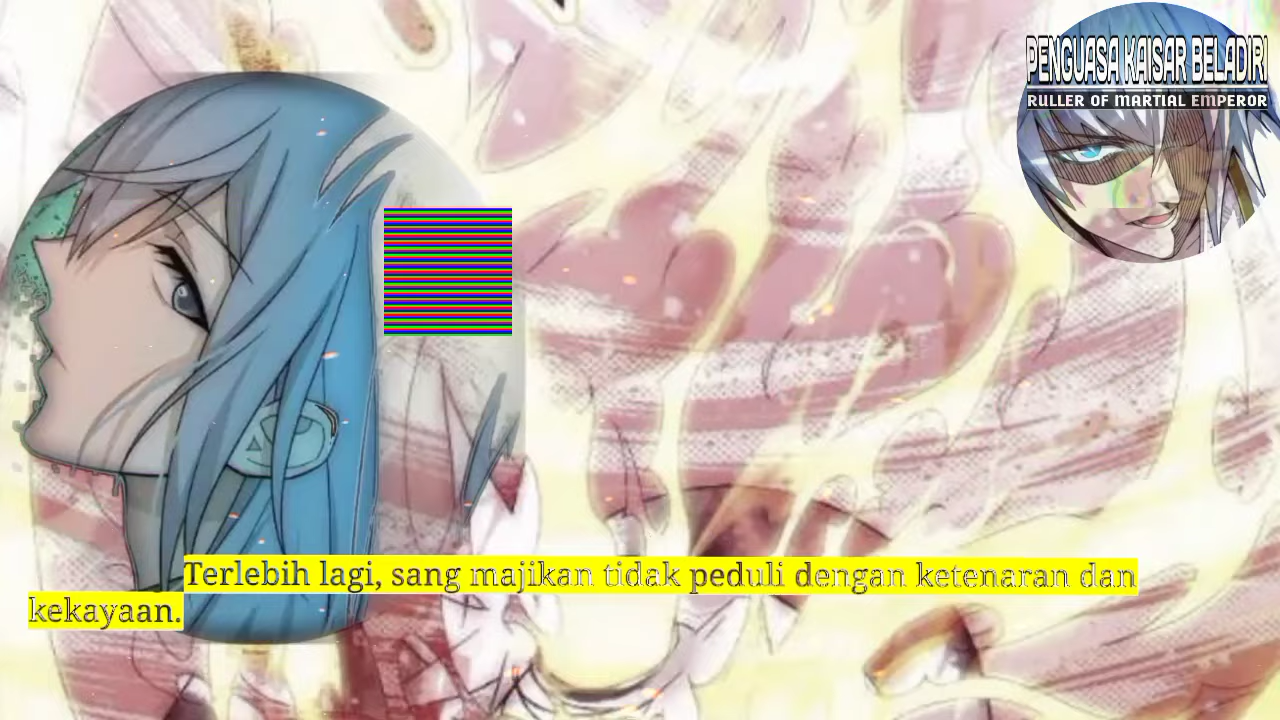 PENGUASA KAISAR BELADIRI
RULLER OF MARTIAL EMPEROR
Terlebih lagi, sang majikan tidak peduli dengan ketenaran dan
kekayaan.